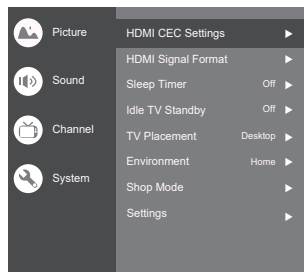 Picture
Sound
Channel
System
HDMI CEC Settings
HDMI Signal Format
Sleep Timer Off
Idle TV Standby Off
TV Placement Desktop
Environment Home
Shop Mode
Settings